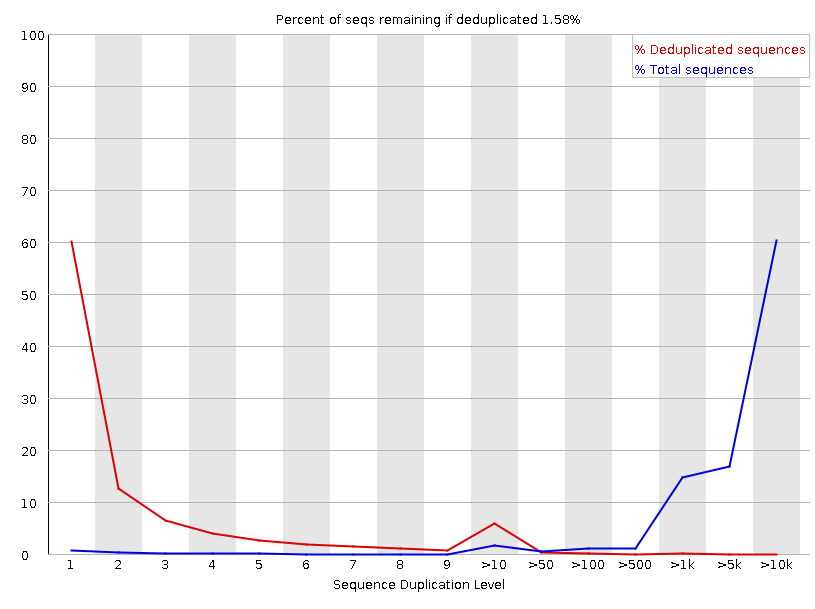 Percent of seqs remaining if deduplicated 1.58%
% Deduplicated sequences
% Total sequences
100
90
80
70
60
50
40
30
20
10
0
1 2 3 4 5 6 7 8 9 >10 >50 >100 >500 >1k >5k >10k
Sequence Duplication Level